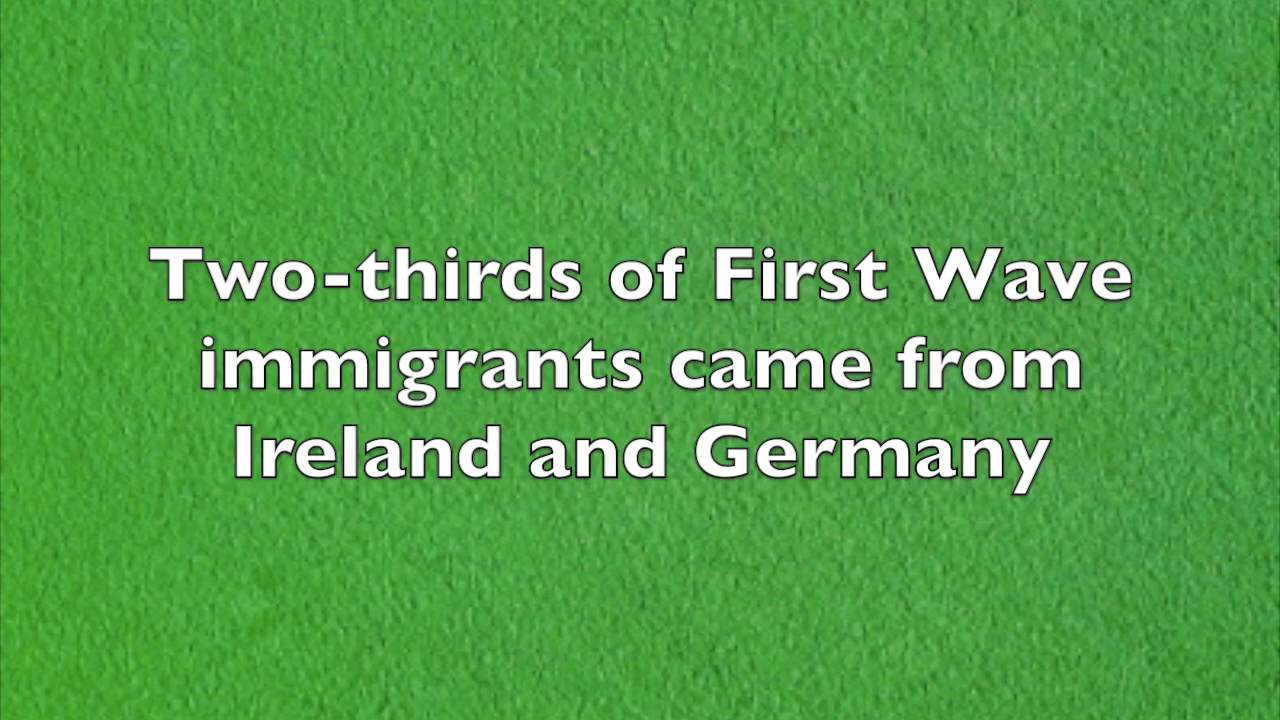 Two-thirds of First Wave
immigrants came from
Ireland and Germany